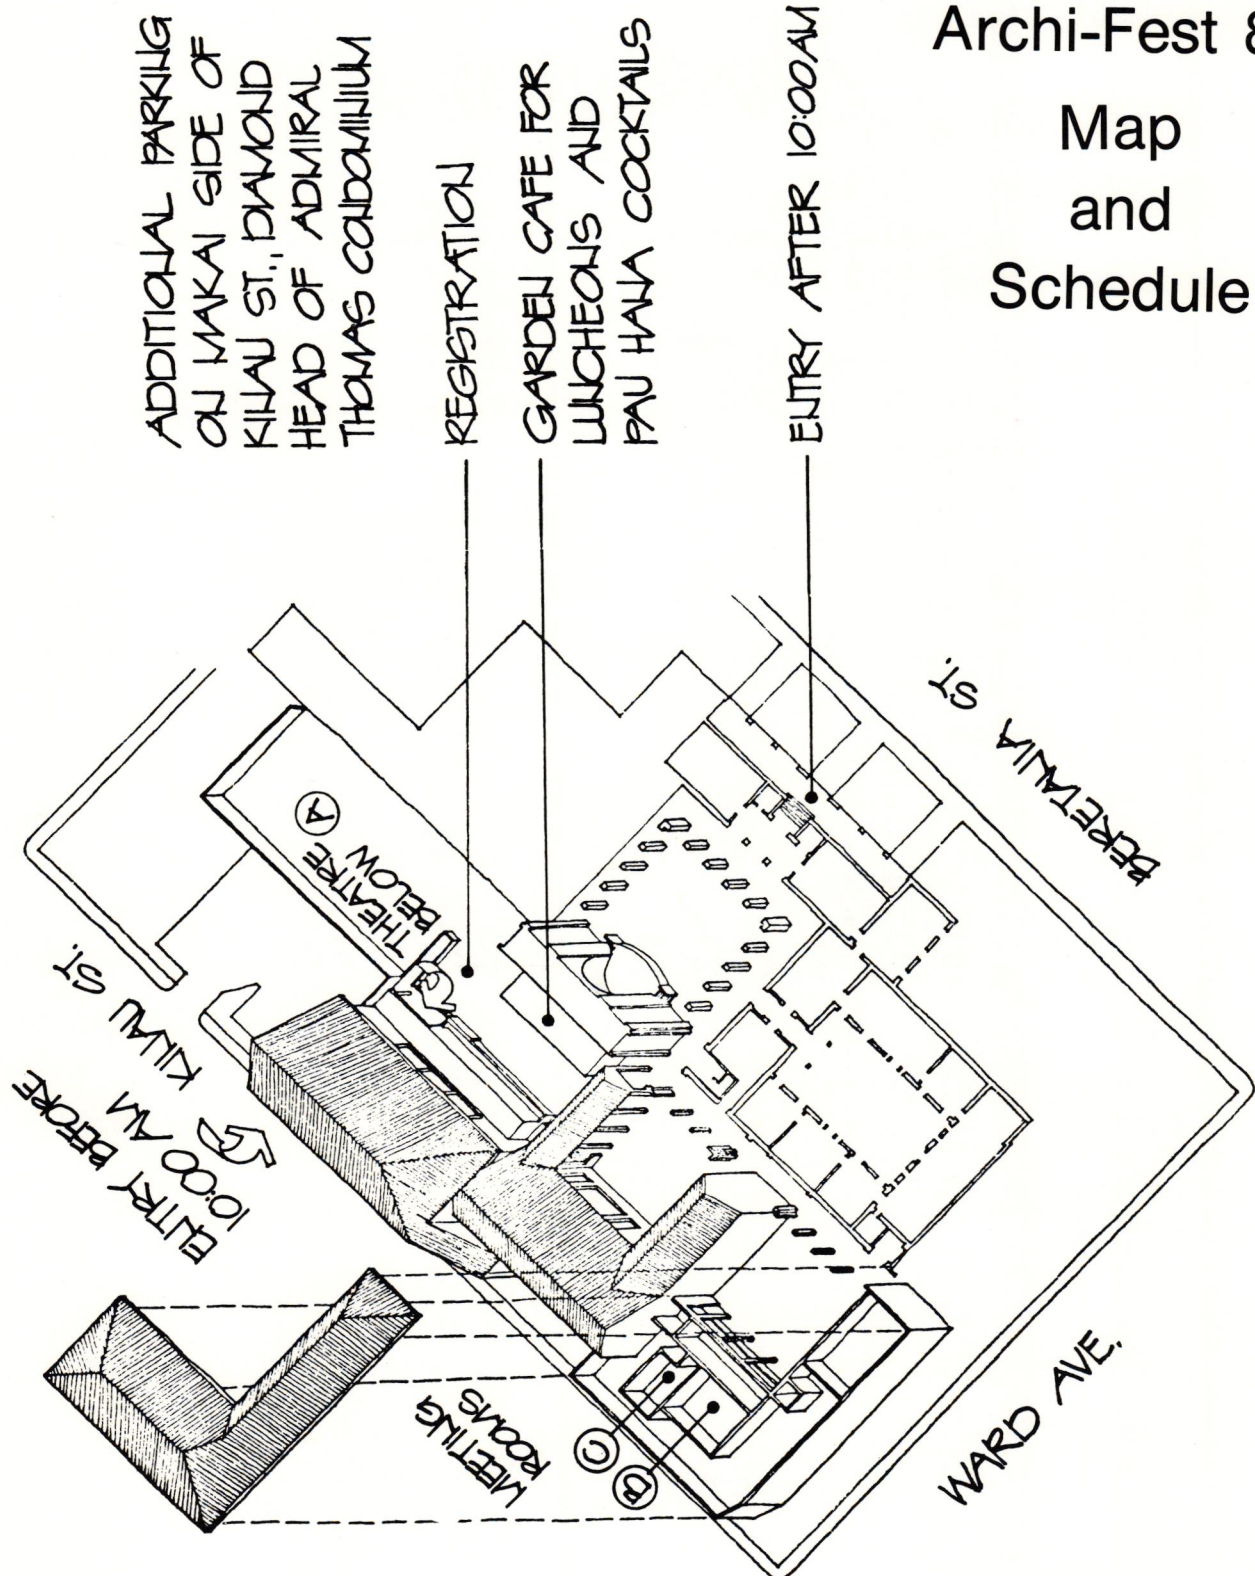 Archi-Fest 8
Map
and
Schedule
ADDITIONAL PARKING
ON MAKAI SIDE OF
KINAU ST., DIAMOND
HEAD OF ADMIRAL
THOMAS CONDOMINIUM
REGISTRATION
GARDEN CAFE FOR
LUNCHEONS AND
PAU HANA COCKTAILS
ENTRY AFTER 10:00AM
THEATRE A
BELOW
KINAU ST.
ENTRY BEFORE
10:00 AM
MEETING
ROOMS
C
B
WARD AVE.
BERETANIA ST.